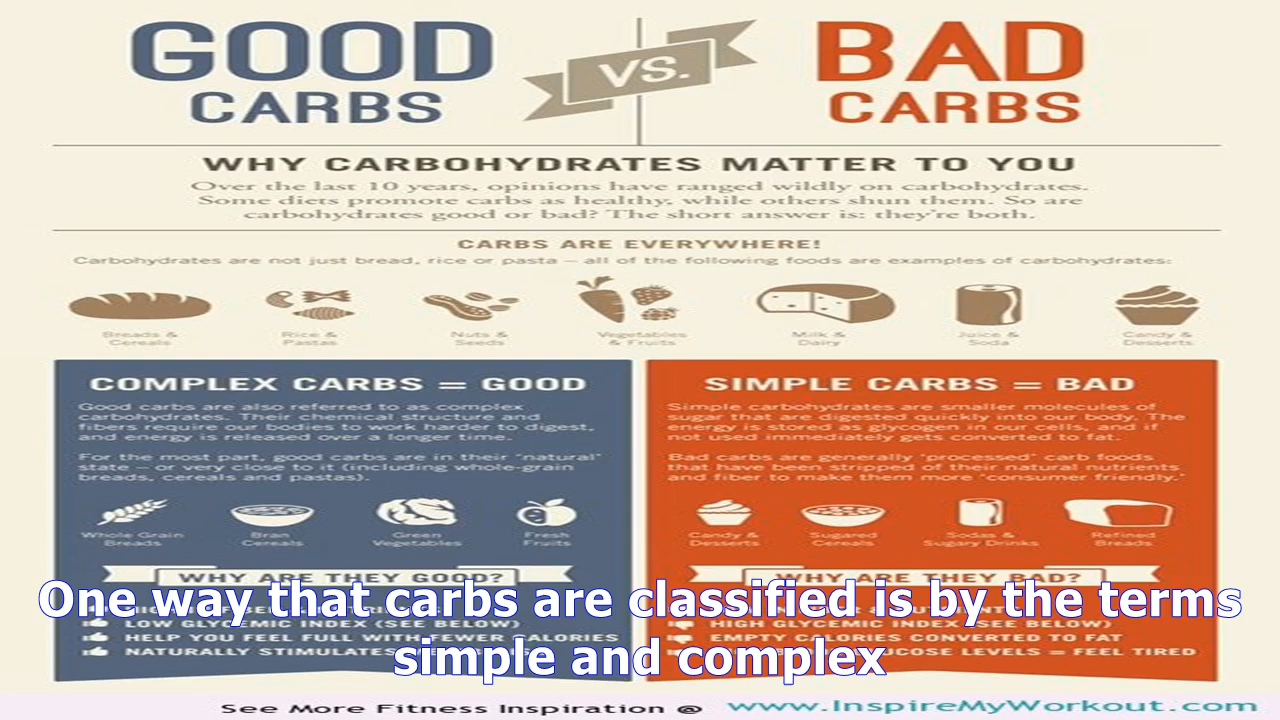 GOOD VS. BAD
CARBS CARBS
WHY CARBOHYDRATES MATTER TO YOU
Over the last 10 years, opinions have ranged wildly on carbohydrates.
Some diets promote carbs as healthy, while others shun them. So are
carbohydrates good or bad? The short answer is: they're both.
CARBS ARE EVERYWHERE!
Carbohydrates are not just bread, rice or pasta – all of the following foods are examples of carbohydrates:
Breads &
Cereals
Rice &
Pastas
Nuts &
Seeds
Vegetables
& Fruits
Milk &
Dairy
Juice &
Soda
Candy &
Desserts
COMPLEX CARBS = GOOD
Good carbs are also referred to as complex
carbohydrates. Their chemical structure and
fibers require our bodies to work harder to digest,
and energy is released over a longer time.
For the most part, good carbs are in their "natural"
state – or very close to it (including whole-grain
breads, cereals and pastas).
Whole Grain
Breads
Bran
Cereals
Green
Vegetables
Fresh
Fruits
WHY ARE THEY GOOD?
LOW GLYCEMIC INDEX (SEE BELOW)
HELP YOU FEEL FULL WITH FEWER CALORIES
NATURALLY STIMULATES
SIMPLE CARBS = BAD
Simple carbohydrates are smaller molecules of
sugar that are digested quickly into our body. The
energy is stored as glycogen in our cells, and if
not used immediately gets converted to fat.
Bad carbs are generally "processed" carb foods
that have been stripped of their natural nutrients
and fiber to make them more "consumer friendly."
Candy &
Desserts
Sugared
Cereals
Sodas &
Sugary Drinks
Refined
Breads
WHY ARE THEY BAD?
HIGH GLYCEMIC INDEX (SEE BELOW)
EMPTY CALORIES CONVERTED TO FAT
LEVELS = FEEL TIRED
One way that carbs are classified is by the terms
simple and complex
See More Fitness Inspiration @ www.InspireMyWorkout.com